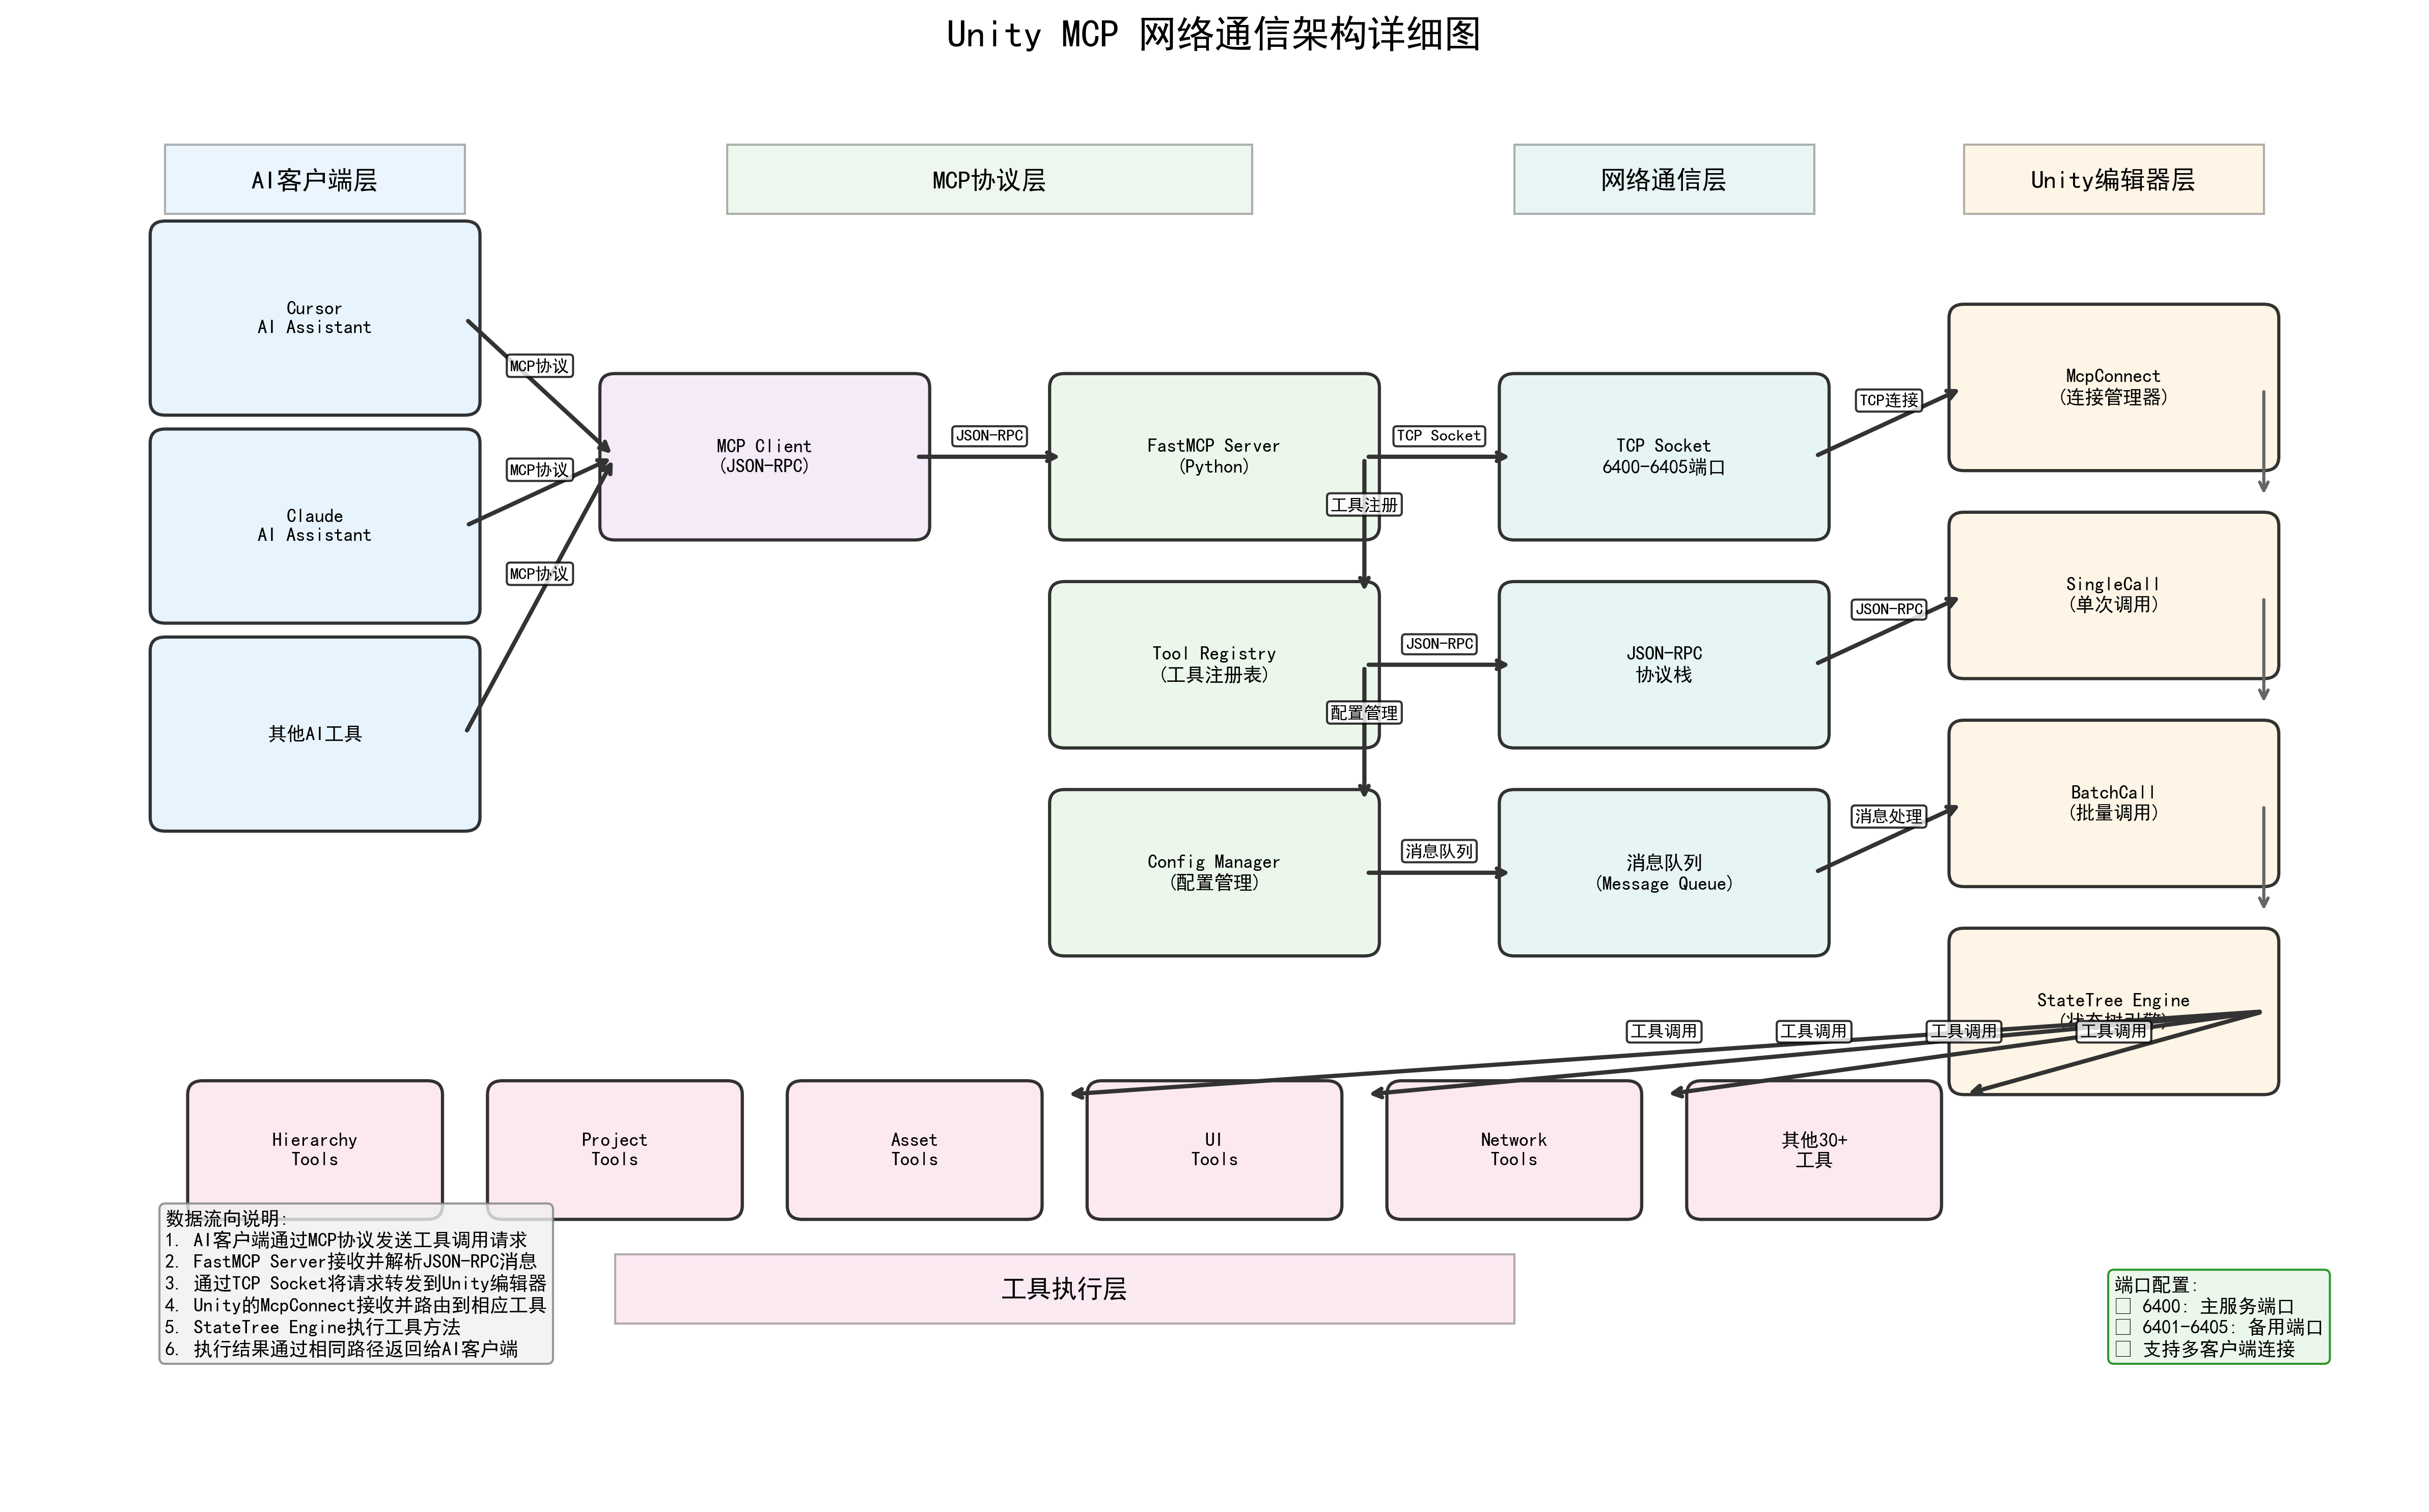 Unity MCP 网络通信架构详细图
AI客户端层
MCP协议层
网络通信层
Unity编辑器层
Cursor
AI Assistant
Claude
AI Assistant
其他AI工具
MCP协议
MCP协议
MCP协议
MCP Client
(JSON-RPC)
JSON-RPC
FastMCP Server
(Python)
工具注册
Tool Registry
(工具注册表)
配置管理
Config Manager
(配置管理)
TCP Socket
JSON-RPC
消息队列
TCP Socket
6400-6405端口
JSON-RPC
协议栈
消息队列
(Message Queue)
TCP连接
JSON-RPC
消息处理
McpConnect
(连接管理器)
SingleCall
(单次调用)
BatchCall
(批量调用)
StateTree Engine
(状态树引擎)
工具调用
工具调用
工具调用
工具调用
Hierarchy
Tools
Project
Tools
Asset
Tools
UI
Tools
Network
Tools
其他30+
工具
数据流向说明:
1. AI客户端通过MCP协议发送工具调用请求
2. FastMCP Server接收并解析JSON-RPC消息
3. 通过TCP Socket将请求转发到Unity编辑器
4. Unity的McpConnect接收并路由到相应工具
5. StateTree Engine执行工具方法
6. 执行结果通过相同路径返回给AI客户端
工具执行层
端口配置:
□ 6400: 主服务端口
□ 6401-6405: 备用端口
□ 支持多客户端连接